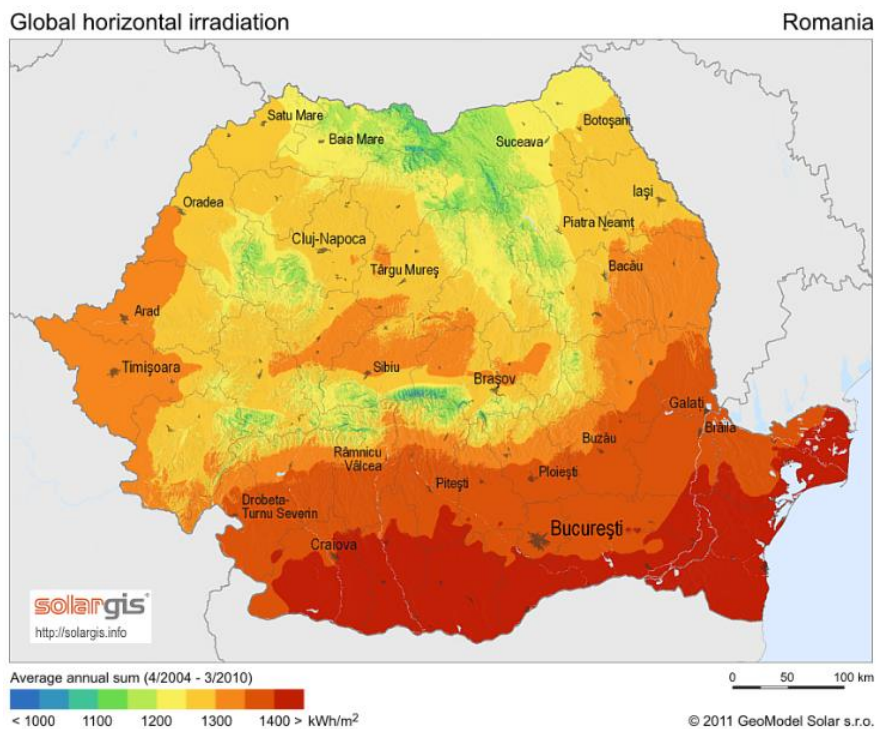 Global horizontal irradiation
Romania
Satu Mare
Baia Mare
Suceava
Botoşani
Oradea
Iaşi
Cluj-Napoca
Piatra Neamţ
Târgu Mureş
Bacău
Arad
Timişoara
Sibiu
Braşov
Galaţi
Brăila
Râmnicu
Vâlcea
Buzău
Piteşti
Ploieşti
Drobeta-
Turnu Severin
Bucureşti
Craiova
solargis
http://solargis.info
Average annual sum (4/2004 - 3/2010)
0 50 100 km
< 1000 1100 1200 1300 1400 > kWh/m²
© 2011 GeoModel Solar s.r.o.